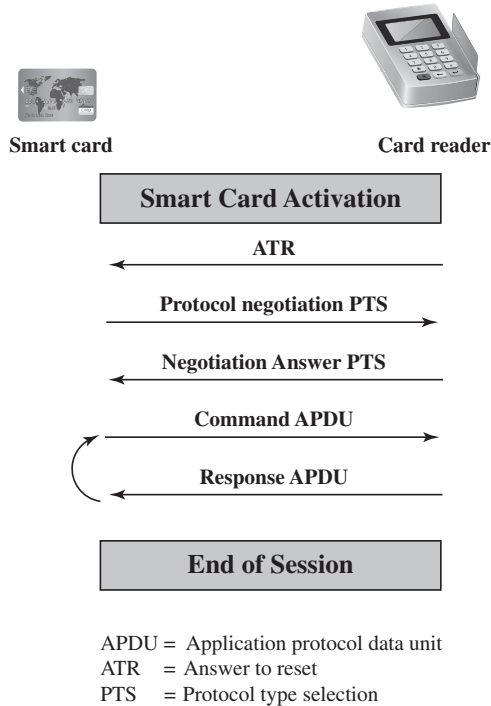 Smart card
Card reader
Smart Card Activation
ATR
Protocol negotiation PTS
Negotiation Answer PTS
Command APDU
Response APDU
End of Session
APDU = Application protocol data unit
ATR = Answer to reset
PTS = Protocol type selection